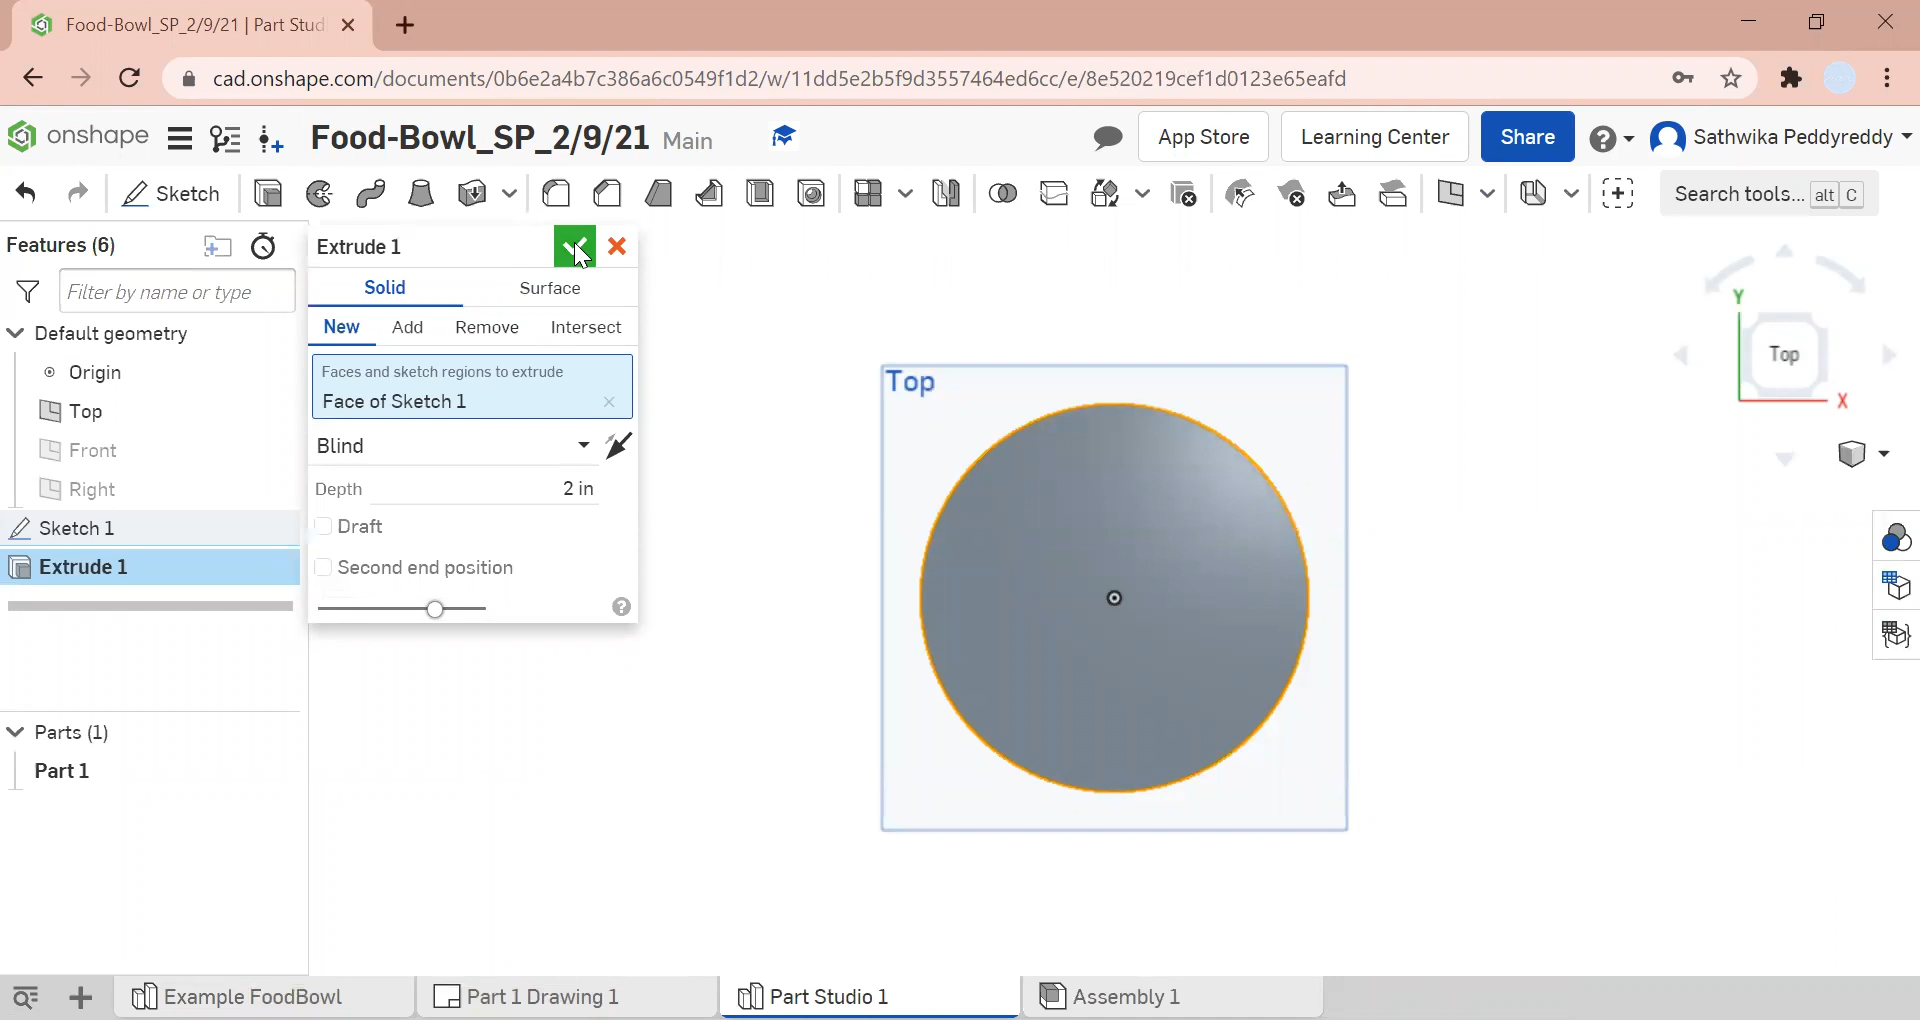 Food-Bowl_SP_2/9/21 | Part Stud
cad.onshape.com/documents/0b6e2a4b7c386a6c0549f1d2/w/11dd5e2b5f9d3557464ed6cc/e/8e520219cef1d0123e65eafd
onshape Food-Bowl_SP_2/9/21 Main App Store Learning Center Share Sathwika Peddyreddy
Sketch Search tools... alt C
Features (6)
Filter by name or type
Default geometry
Origin
Top
Front
Right
Sketch 1
Extrude 1
Parts (1)
Part 1
Extrude 1
Solid Surface
New Add Remove Intersect
Faces and sketch regions to extrude
Face of Sketch 1
Blind
Depth 2 in
Draft
Second end position
Top
Y
Top
X
Example FoodBowl Part 1 Drawing 1 Part Studio 1 Assembly 1